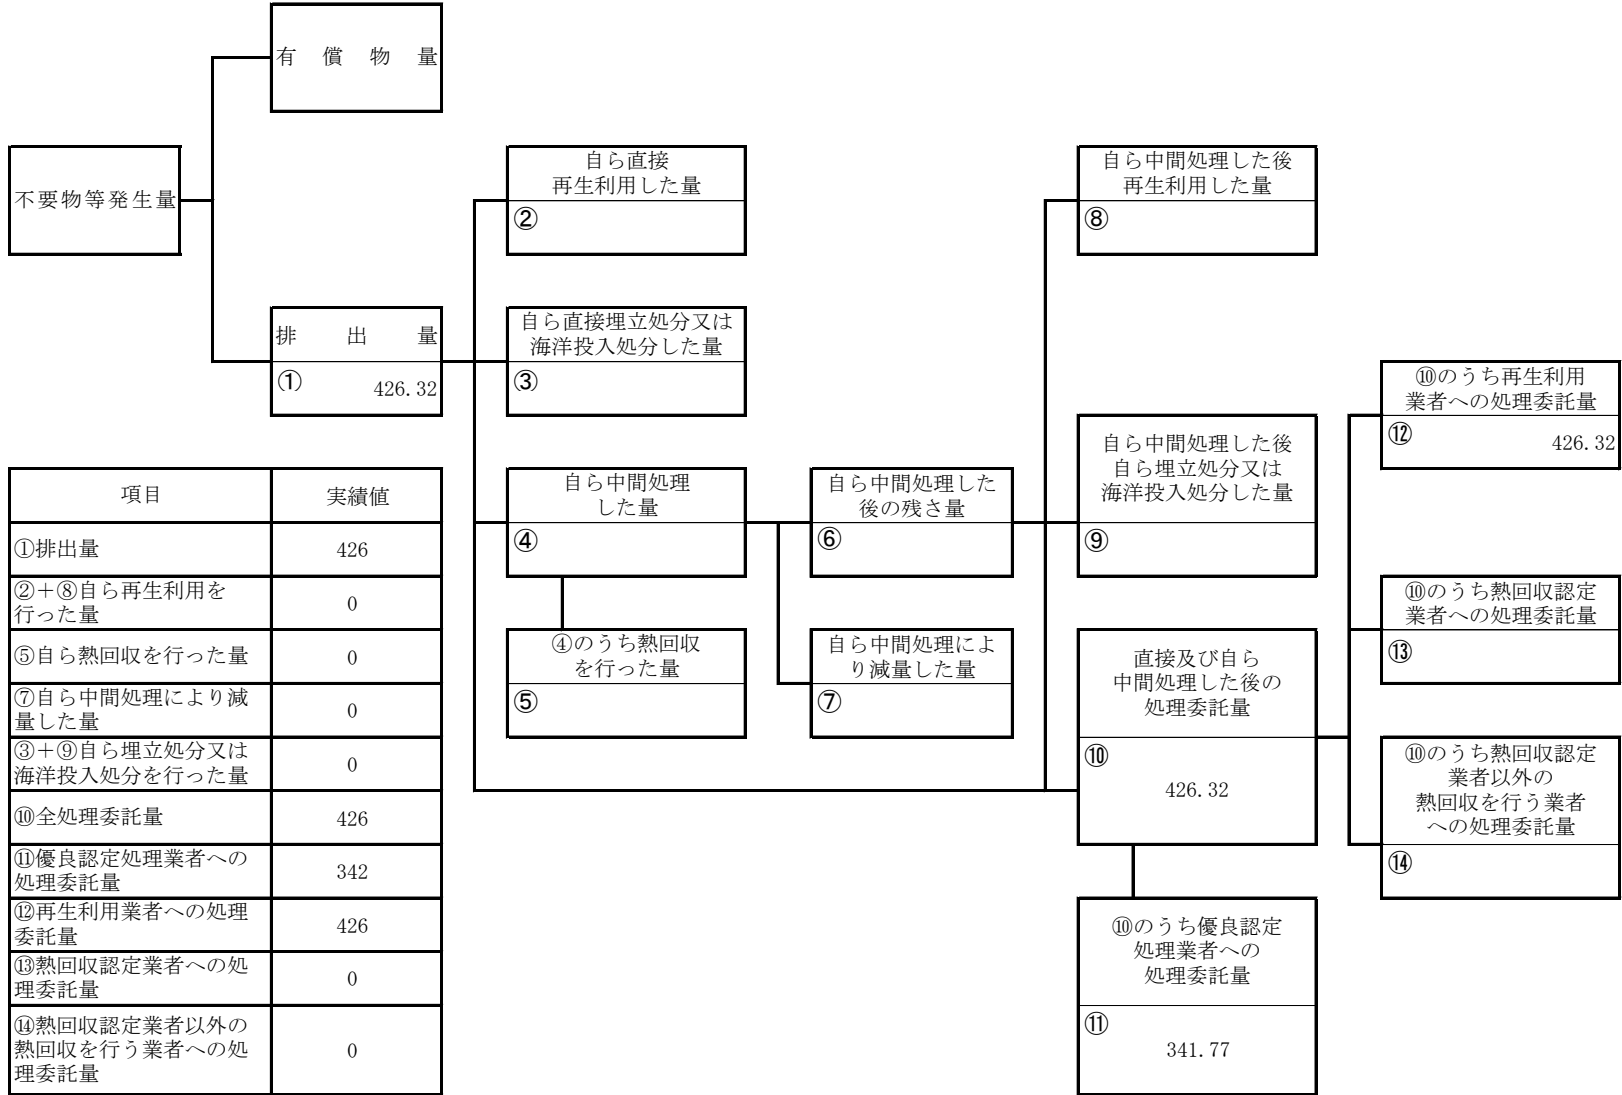 有償物量
不要物等発生量
排出量
①
426.32
自ら直接
再生利用した量
②
自ら直接埋立処分又は
海洋投入処分した量
③
自ら中間処理
した量
④
④のうち熱回収
を行った量
⑤
自ら中間処理した
後の残さ量
⑥
自ら中間処理によ
り減量した量
⑦
自ら中間処理した後
再生利用した量
⑧
自ら中間処理した後
自ら埋立処分又は
海洋投入処分した量
⑨
直接及び自ら
中間処理した後の
処理委託量
⑩
426.32
⑩のうち優良認定
処理業者への
処理委託量
⑪
341.77
⑩のうち再生利用
業者への処理委託量
⑫
426.32
⑩のうち熱回収認定
業者への処理委託量
⑬
⑩のうち熱回収認定
業者以外の
熱回収を行う業者
への処理委託量
⑭
項目 実績値
①排出量 426
②+⑧自ら再生利用を
行った量 0
⑤自ら熱回収を行った量 0
⑦自ら中間処理により減
量した量 0
③+⑨自ら埋立処分又は
海洋投入処分を行った量 0
⑩全処理委託量 426
⑪優良認定処理業者への
処理委託量 342
⑫再生利用業者への処理
委託量 426
⑬熱回収認定業者への処
理委託量 0
⑭熱回収認定業者以外の
熱回収を行う業者への処
理委託量 0